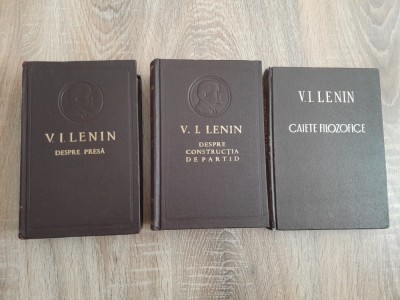 V. I. LENIN
DESPRE PRESĂ
V. I. LENIN
DESPRE
CONSTRUCȚIA
DE PARTID
V. I. LENIN
CAIETE FILOZOFICE